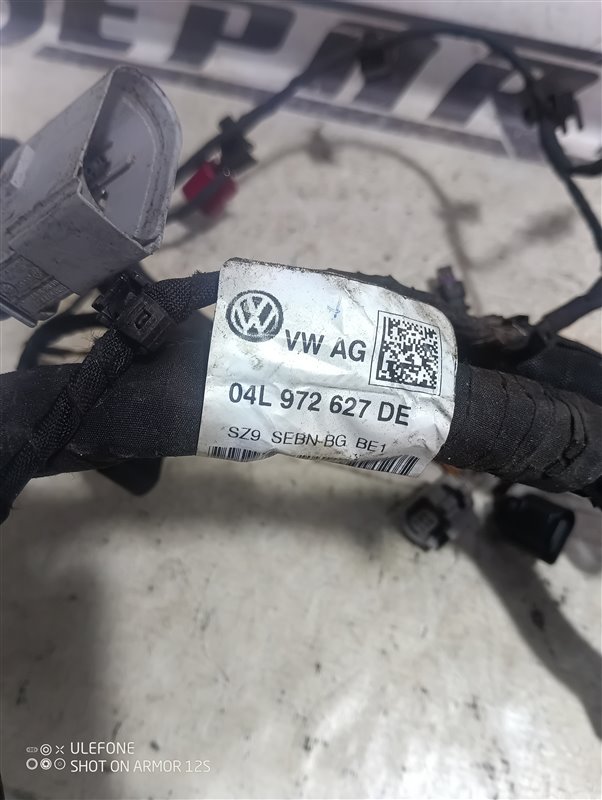 VW AG
04L 972 627 DE
SZ9 SEBN-BG BE1
ULEFONE
SHOT ON ARMOR 12S